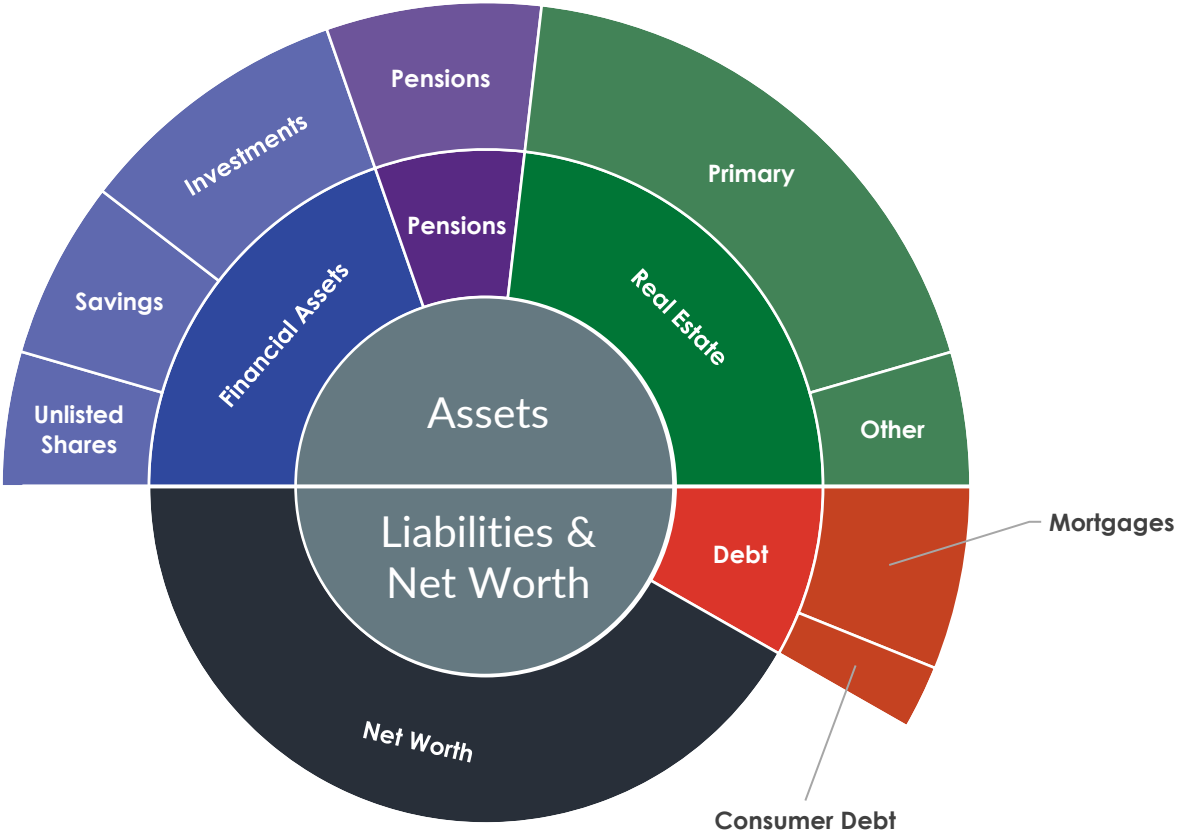 Pensions
Investments
Primary
Savings
Pensions
Financial Assets
Real Estate
Unlisted
Shares
Assets
Other
Liabilities &
Net Worth
Debt
Mortgages
Net Worth
Consumer Debt